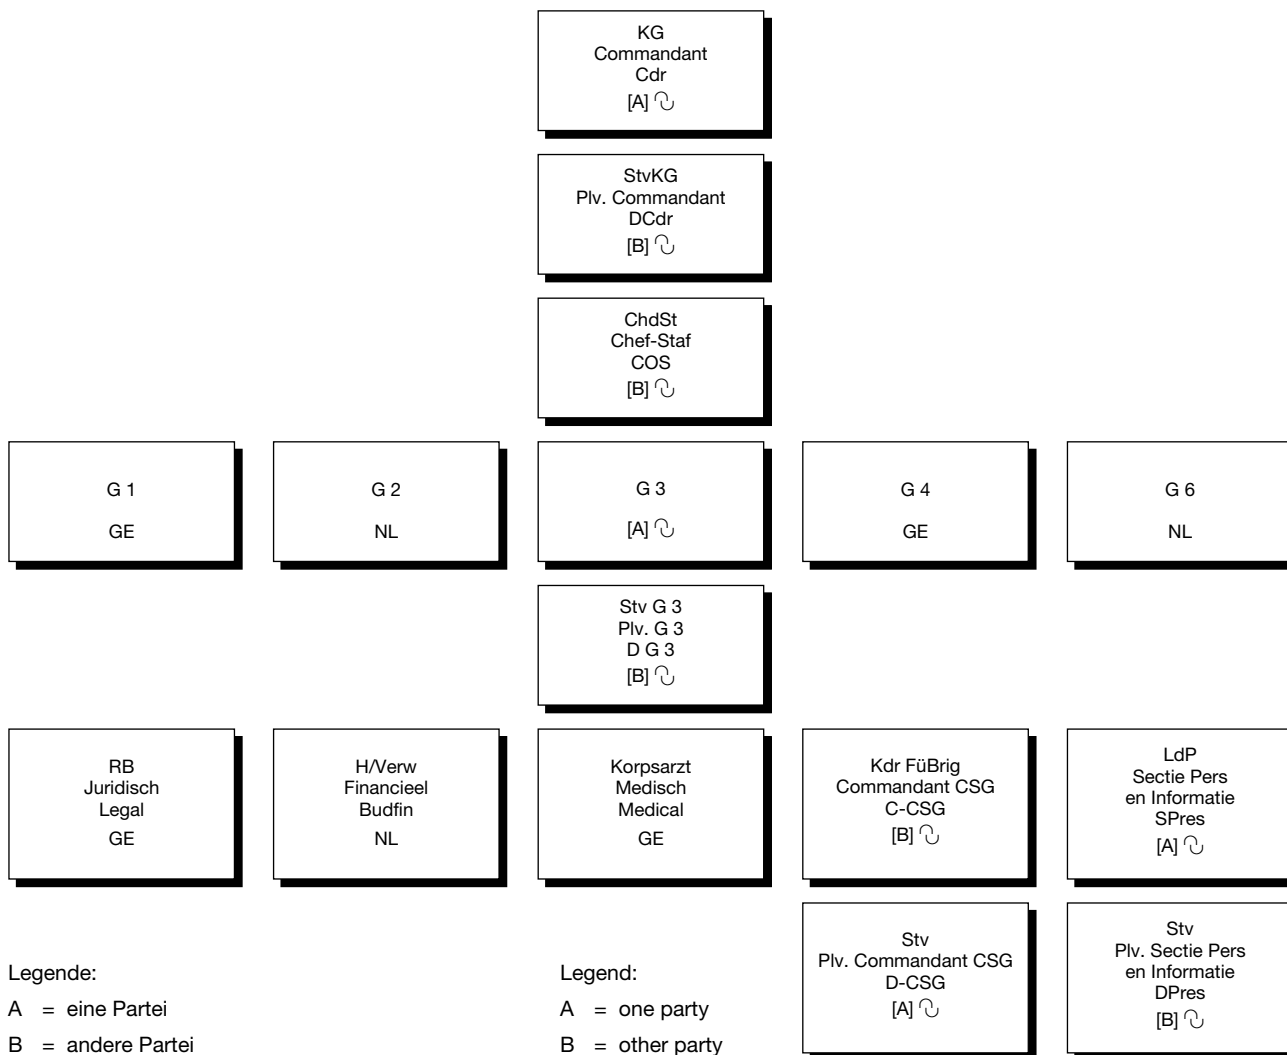 KG
Commandant
Cdr
[A]
StvKG
Plv. Commandant
DCdr
[B]
ChdSt
Chef-Staf
COS
[B]
G 1
GE
G 2
NL
G 3
[A]
G 4
GE
G 6
NL
Stv G 3
Plv. G 3
D G 3
[B]
RB
Juridisch
Legal
GE
H/Verw
Financieel
Budfin
NL
Korpsarzt
Medisch
Medical
GE
Kdr FüBrig
Commandant CSG
C-CSG
[B]
LdP
Sectie Pers
en Informatie
SPres
[A]
Stv
Plv. Commandant CSG
D-CSG
[A]
Stv
Plv. Sectie Pers
en Informatie
DPres
[B]
Legende:
A = eine Partei
B = andere Partei
Legend:
A = one party
B = other party